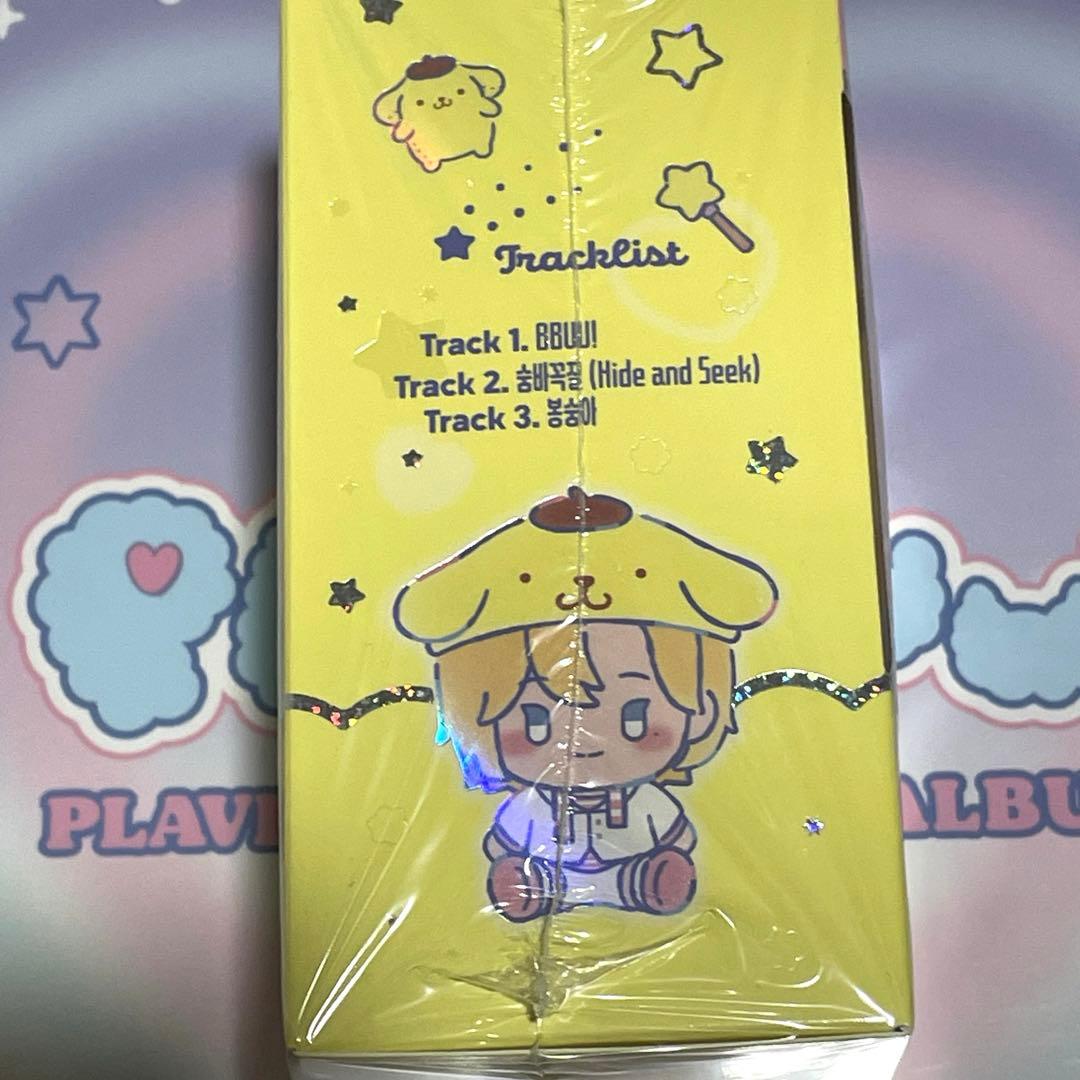 Tracklist
Track 1. BBUU!
Track 2. 숨바꼭질 (Hide and Seek)
Track 3. 봉숭아
PLAV
ALBU